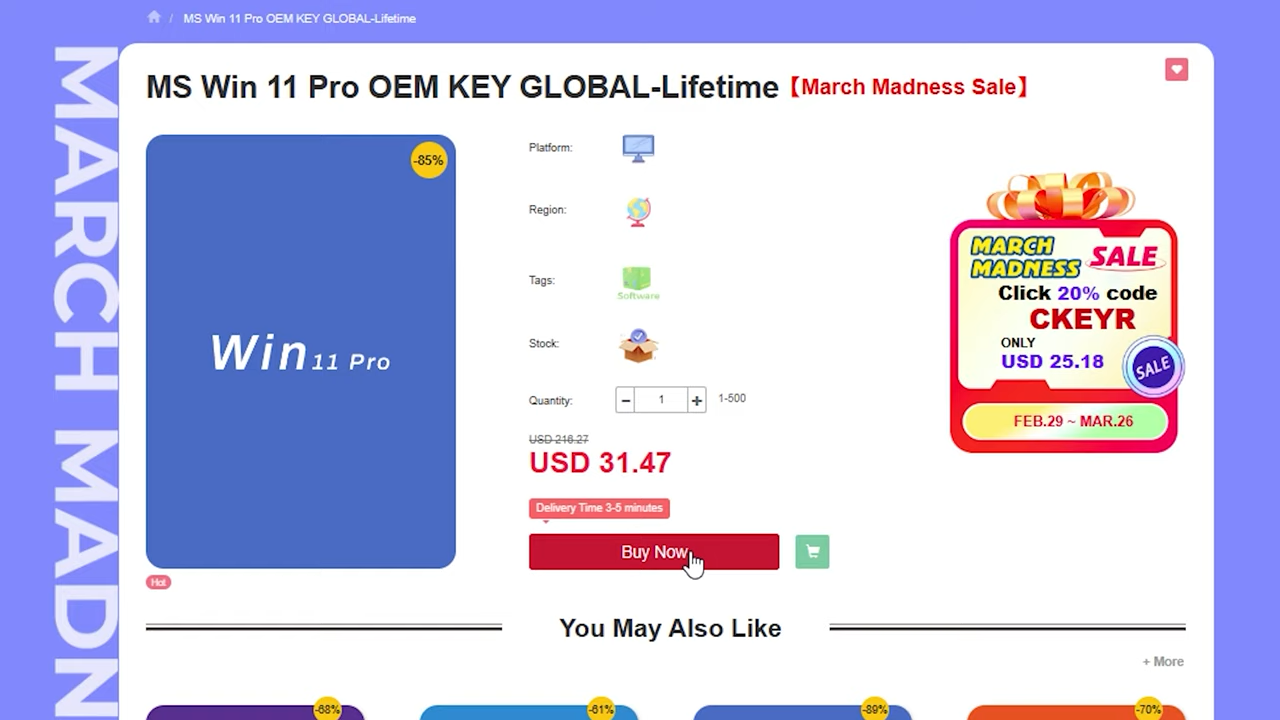 MS Win 11 Pro OEM KEY GLOBAL-Lifetime
MS Win 11 Pro OEM KEY GLOBAL-Lifetime【March Madness Sale】
MARCH MADN
-85%
Win 11 Pro
Hot
Platform:
Region:
Tags:
Software
Stock:
Quantity:
1
1-500
USD 216.27
USD 31.47
Delivery Time 3-5 minutes
Buy Now
MARCH
MADNESS
SALE
Click 20% code
CKEYR
ONLY
USD 25.18
SALE
FEB.29 ~ MAR.26
You May Also Like
+ More
-68%
-61%
-89%
-70%